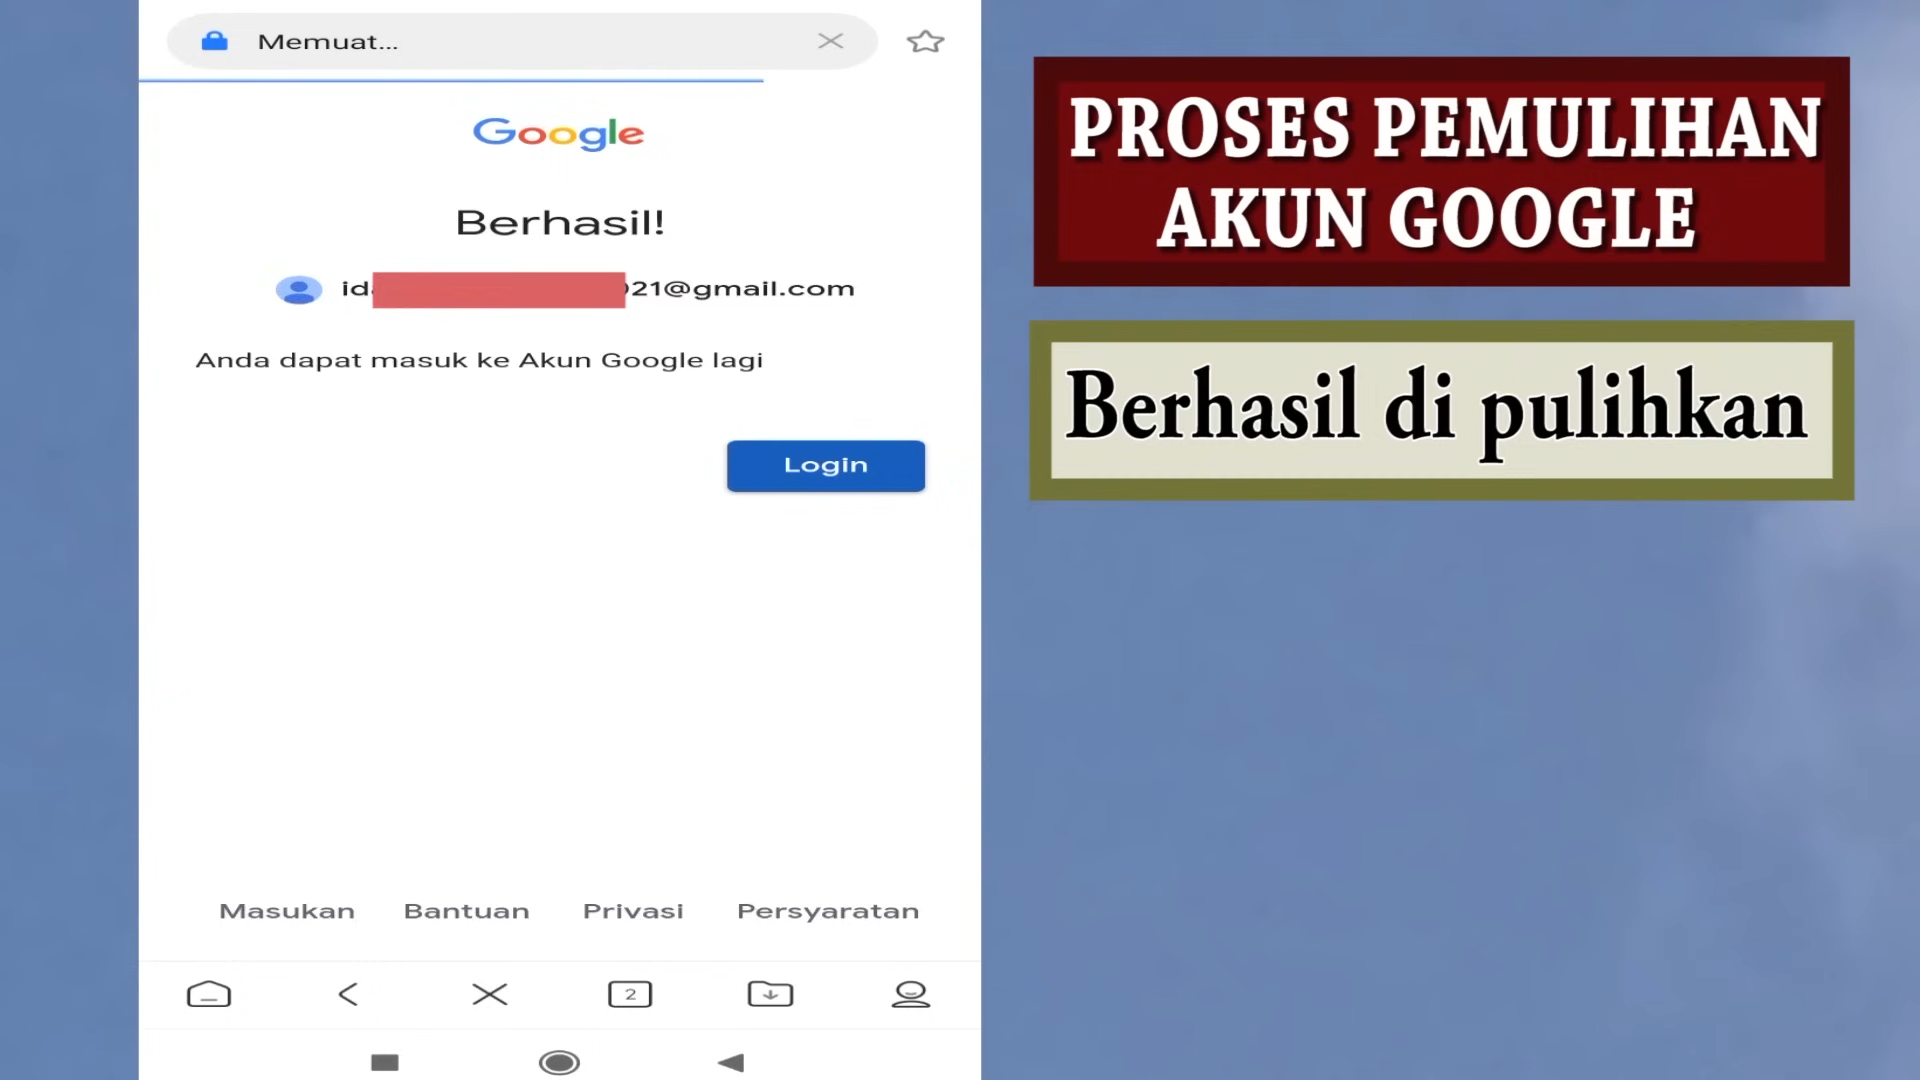 Memuat...
Google
Berhasil!
id 021@gmail.com
Anda dapat masuk ke Akun Google lagi
Login
Masukan Bantuan Privasi Persyaratan
2
PROSES PEMULIHAN
AKUN GOOGLE
Berhasil di pulihkan